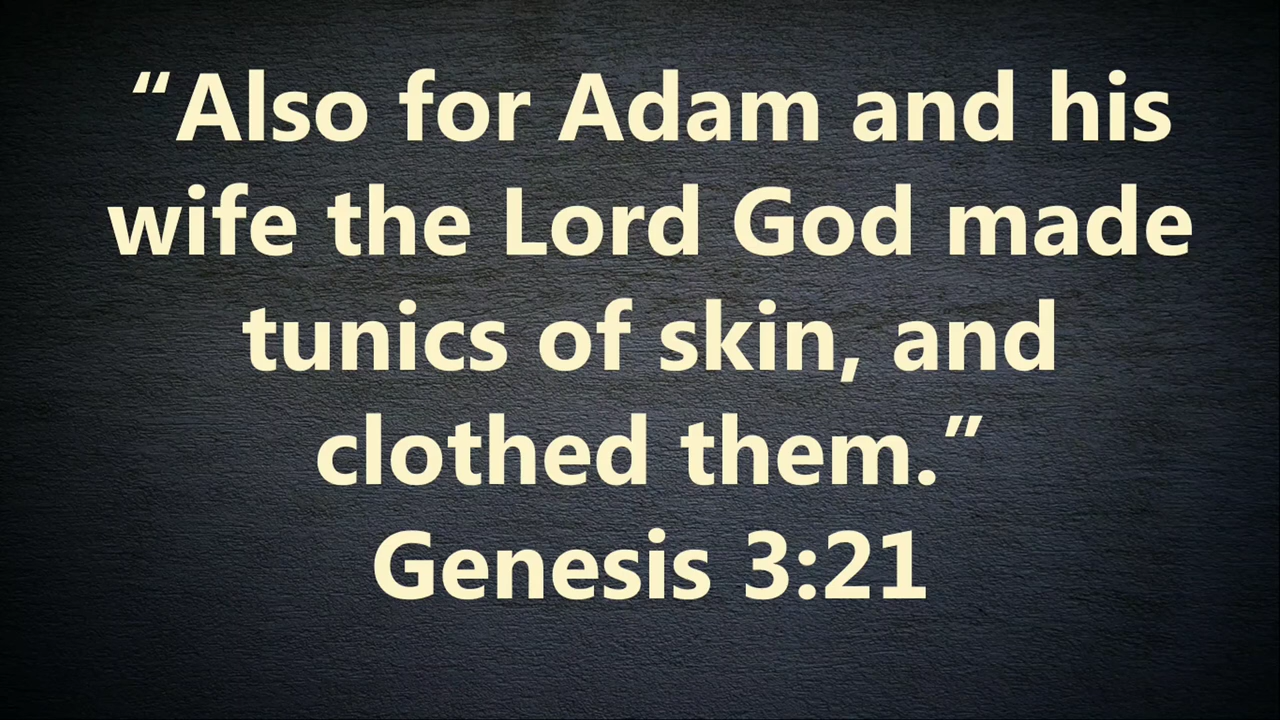 “Also for Adam and his
wife the Lord God made
tunics of skin, and
clothed them.”
Genesis 3:21